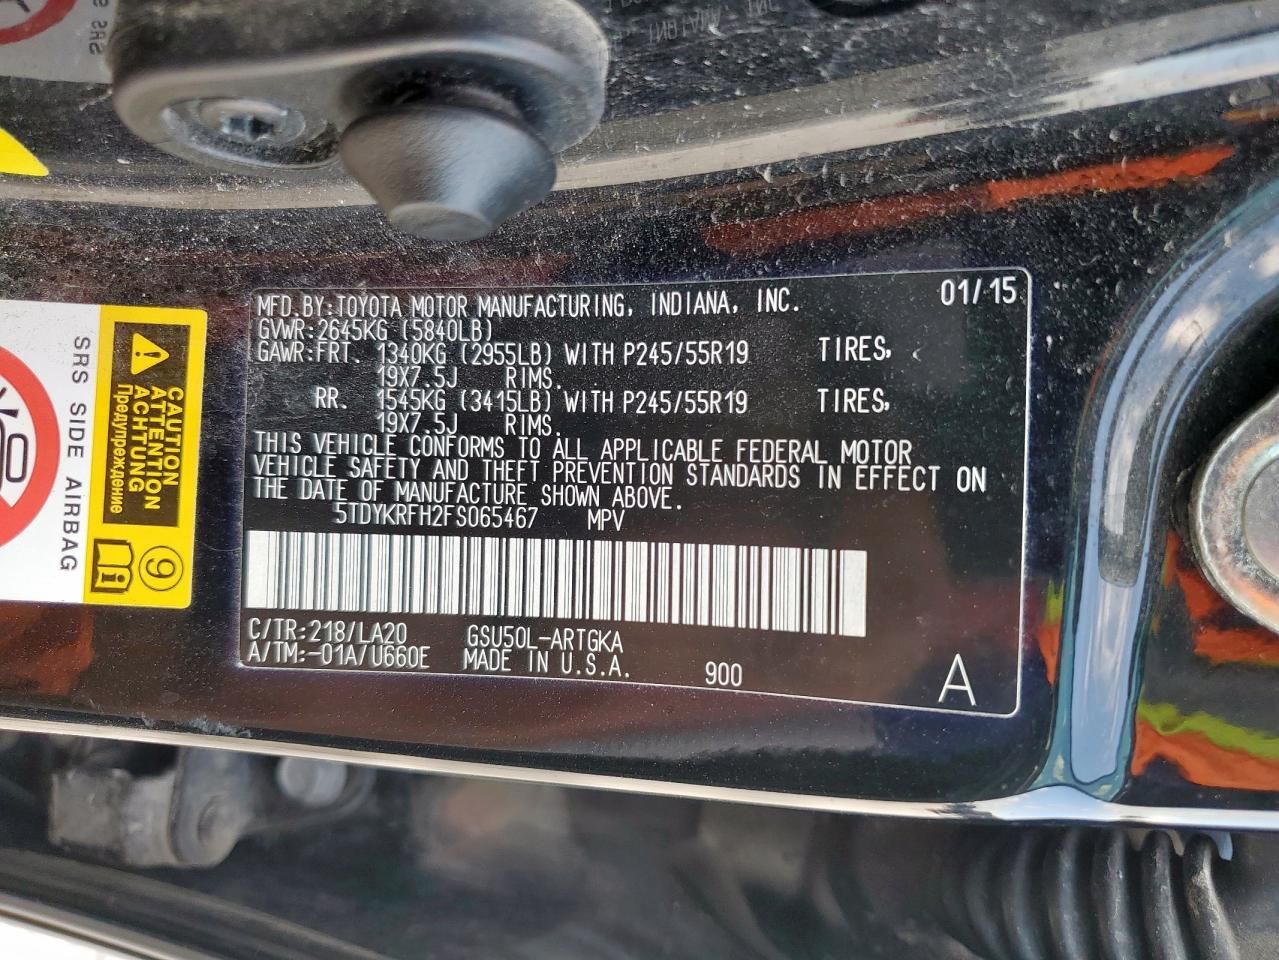 MFD.BY:TOYOTA MOTOR MANUFACTURING, INDIANA, INC. 01/15
GVWR:2645KG (5840LB)
GAWR:FRT. 1340KG (2955LB) WITH P245/55R19 TIRES,
19X7.5J RIMS.
RR. 1545KG (3415LB) WITH P245/55R19 TIRES,
19X7.5J RIMS.
THIS VEHICLE CONFORMS TO ALL APPLICABLE FEDERAL MOTOR
VEHICLE SAFETY AND THEFT PREVENTION STANDARDS IN EFFECT ON
THE DATE OF MANUFACTURE SHOWN ABOVE.
5TDYKRFH2FS065467 MPV
C/TR:218/LA20 GSU50L-ARTGKA
A/TM:-01A/U660E MADE IN U.S.A. 900 A
SRS SIDE AIRBAG
CAUTION
ATTENTION
ACHTUNG
Предупреждение
9
SRS S